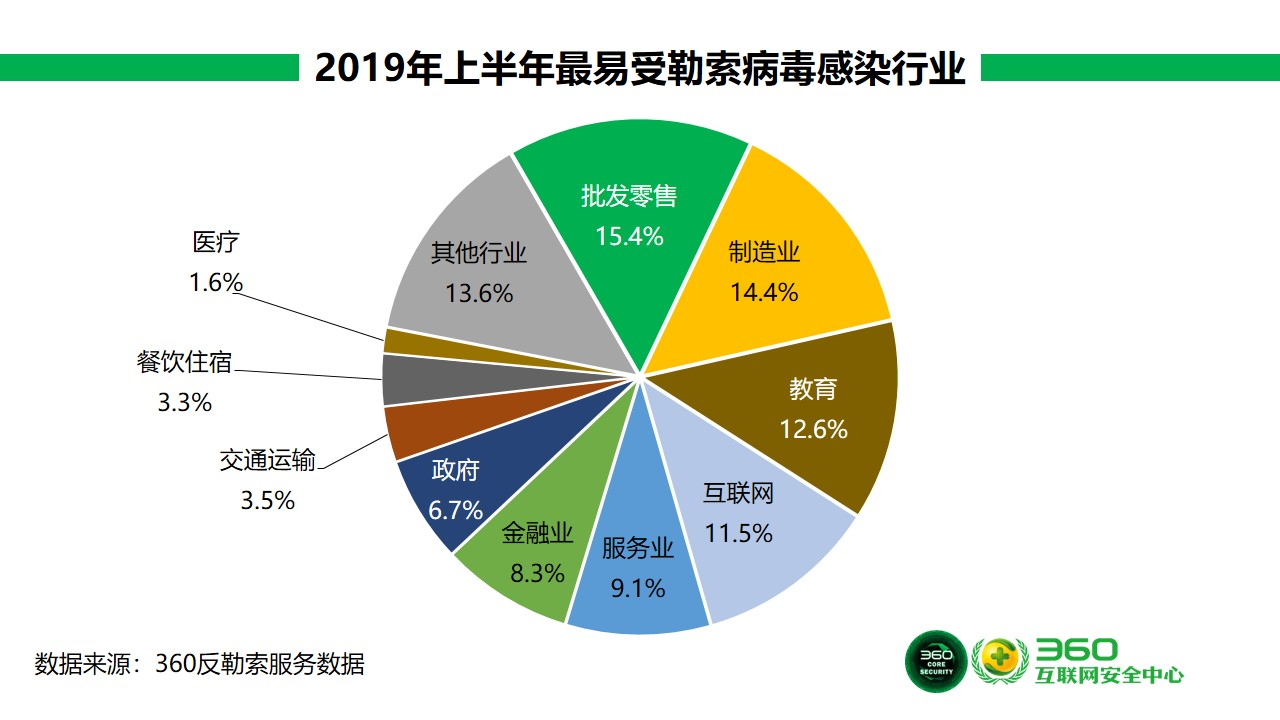 2019年上半年最易受勒索病毒感染行业
批发零售
15.4%
制造业
14.4%
教育
12.6%
互联网
11.5%
服务业
9.1%
金融业
8.3%
政府
6.7%
交通运输
3.5%
餐饮住宿
3.3%
医疗
1.6%
其他行业
13.6%
数据来源：360反勒索服务数据
360
CORE
SECURITY
360
互联网安全中心